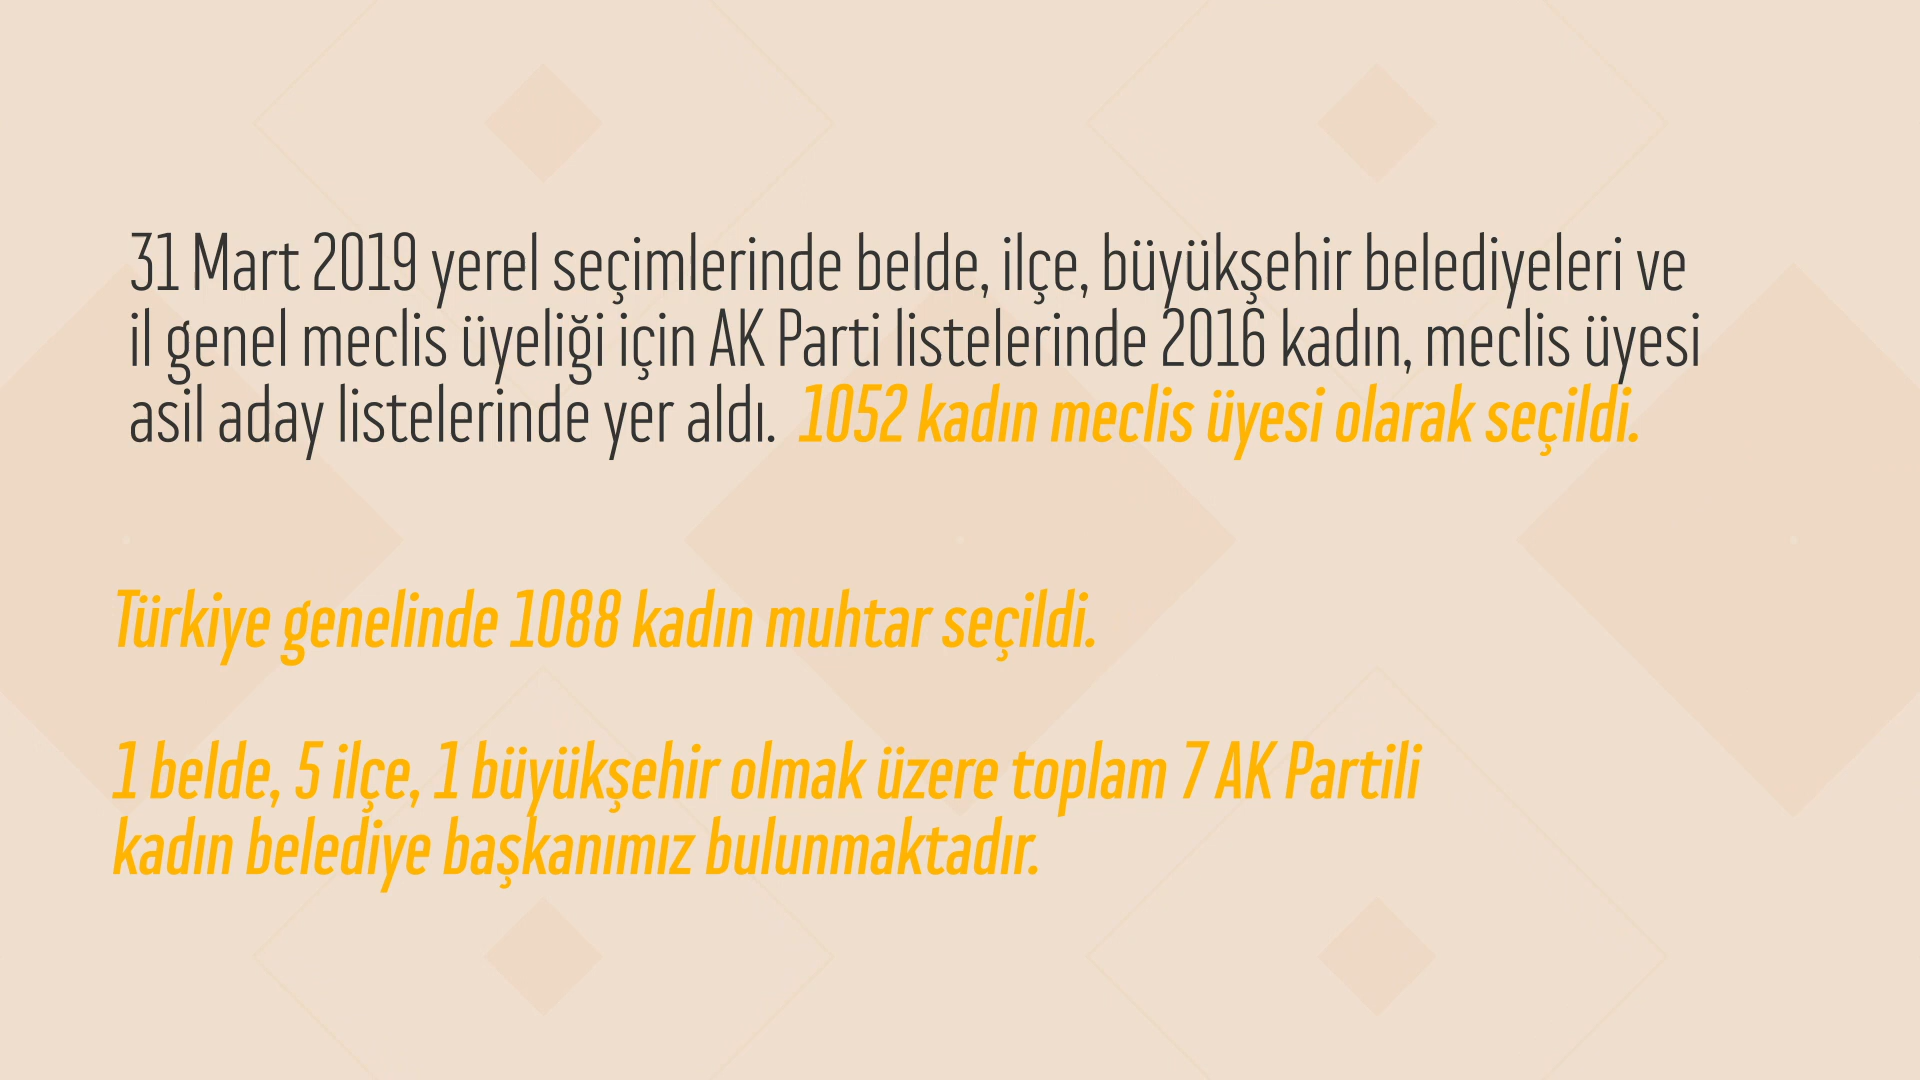 31 Mart 2019 yerel seçimlerinde belde, ilçe, büyükşehir belediyeleri ve
il genel meclis üyeliği için AK Parti listelerinde 2016 kadın, meclis üyesi
asil aday listelerinde yer aldı. 1052 kadın meclis üyesi olarak seçildi.
Türkiye genelinde 1088 kadın muhtar seçildi.
1 belde, 5 ilçe, 1 büyükşehir olmak üzere toplam 7 AK Partili
kadın belediye başkanımız bulunmaktadır.